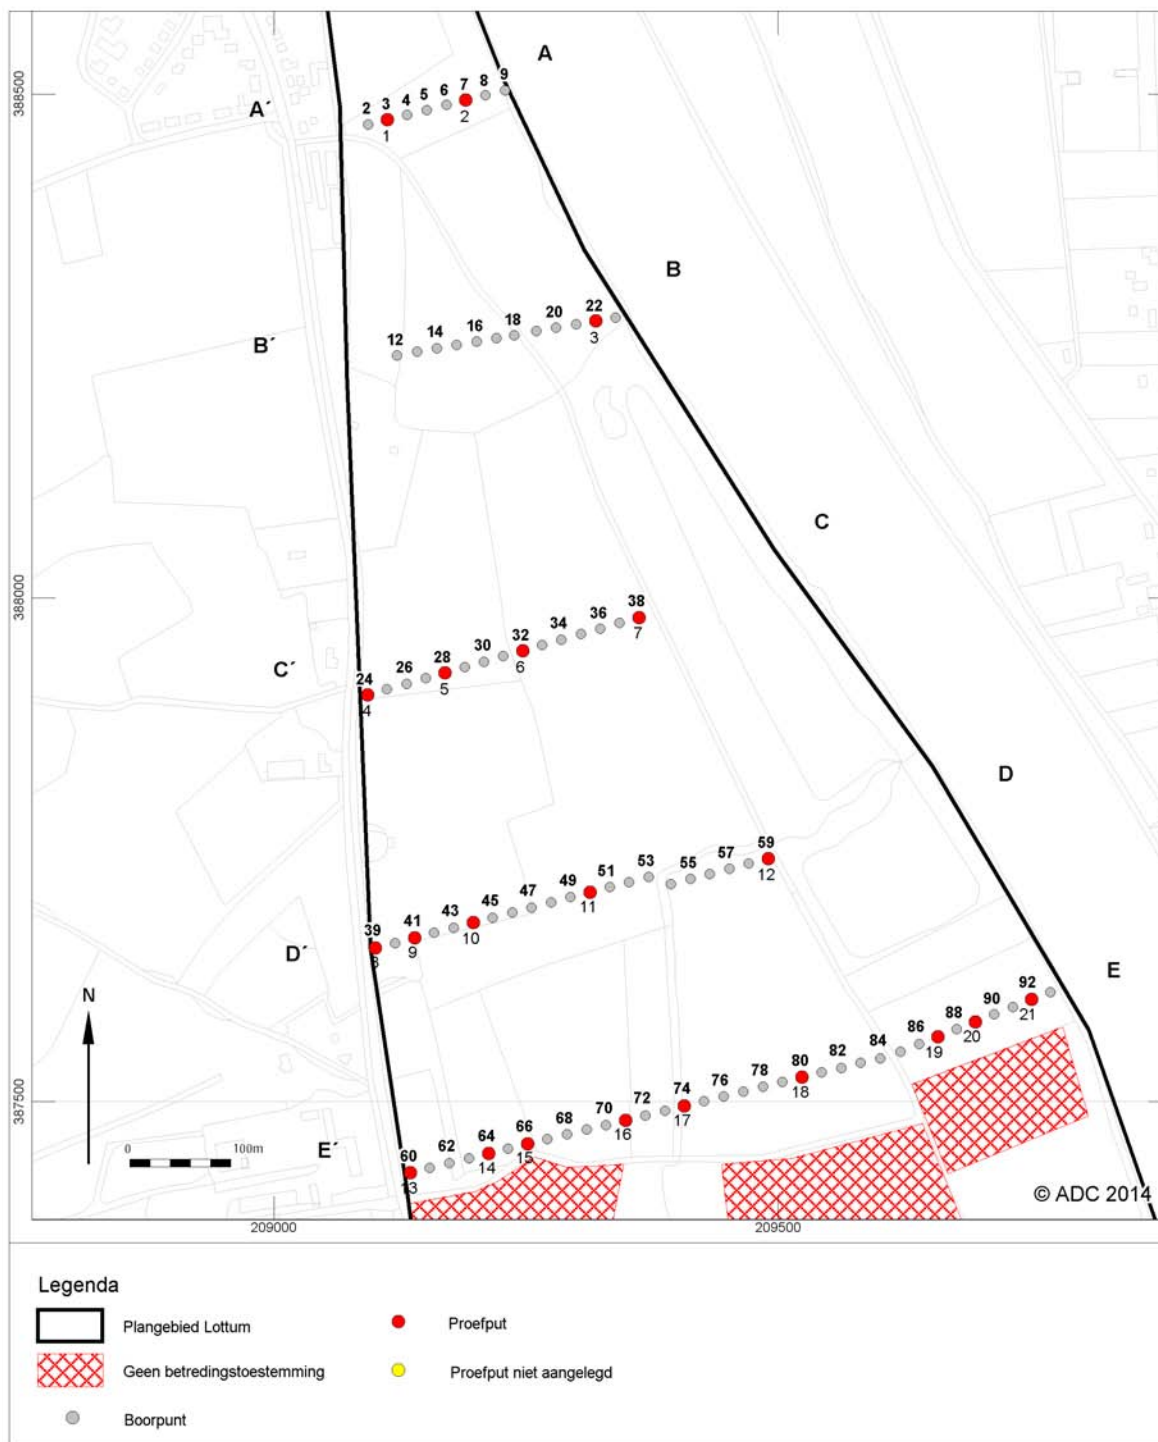 A
388500
A´
2 3 4 5 6 7 8 9
1 2
B
B´
12 14 16 18 20 22
3
C
388000
C´
24 26 28 30 32 34 36 38
4 5 6 7
D
D´
39 41 43 45 47 49 51 53 55 57 59
8 9 10 11 12
N
E
387500
E´
60 62 64 66 68 70 72 74 76 78 80 82 84 86 88 90 92
13 14 15 16 17 18 19 20 21
0 100m
© ADC 2014
209000 209500
Legenda
Plangebied Lottum
Proefput
Geen betredingstoestemming
Proefput niet aangelegd
Boorpunt